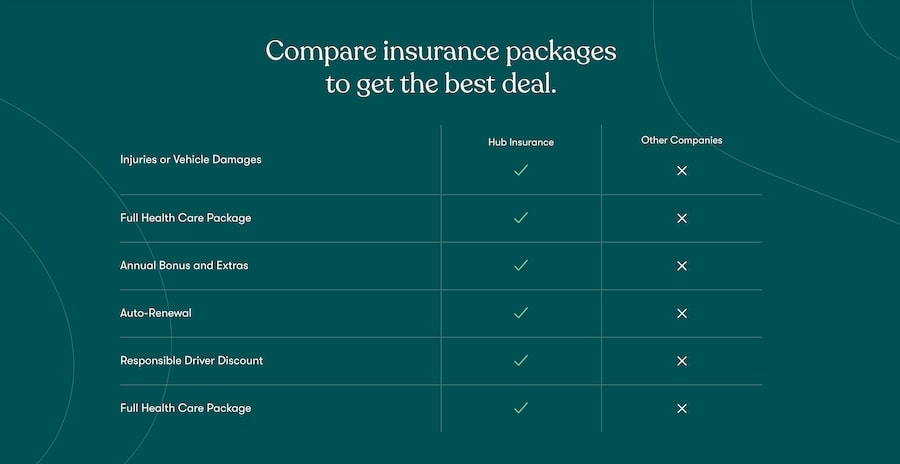 Compare insurance packages
to get the best deal.
Hub Insurance
Other Companies
Injuries or Vehicle Damages
Full Health Care Package
Annual Bonus and Extras
Auto-Renewal
Responsible Driver Discount
Full Health Care Package